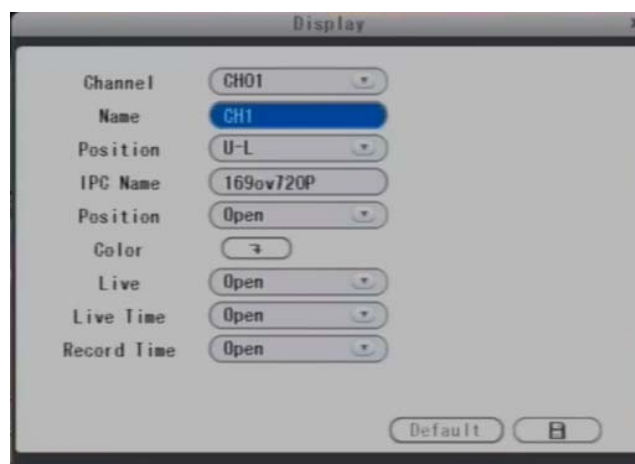 Display
Channel CH01
Name CH1
Position U-L
IPC Name 169ov720P
Position Open
Color
Live Open
Live Time Open
Record Time Open
Default